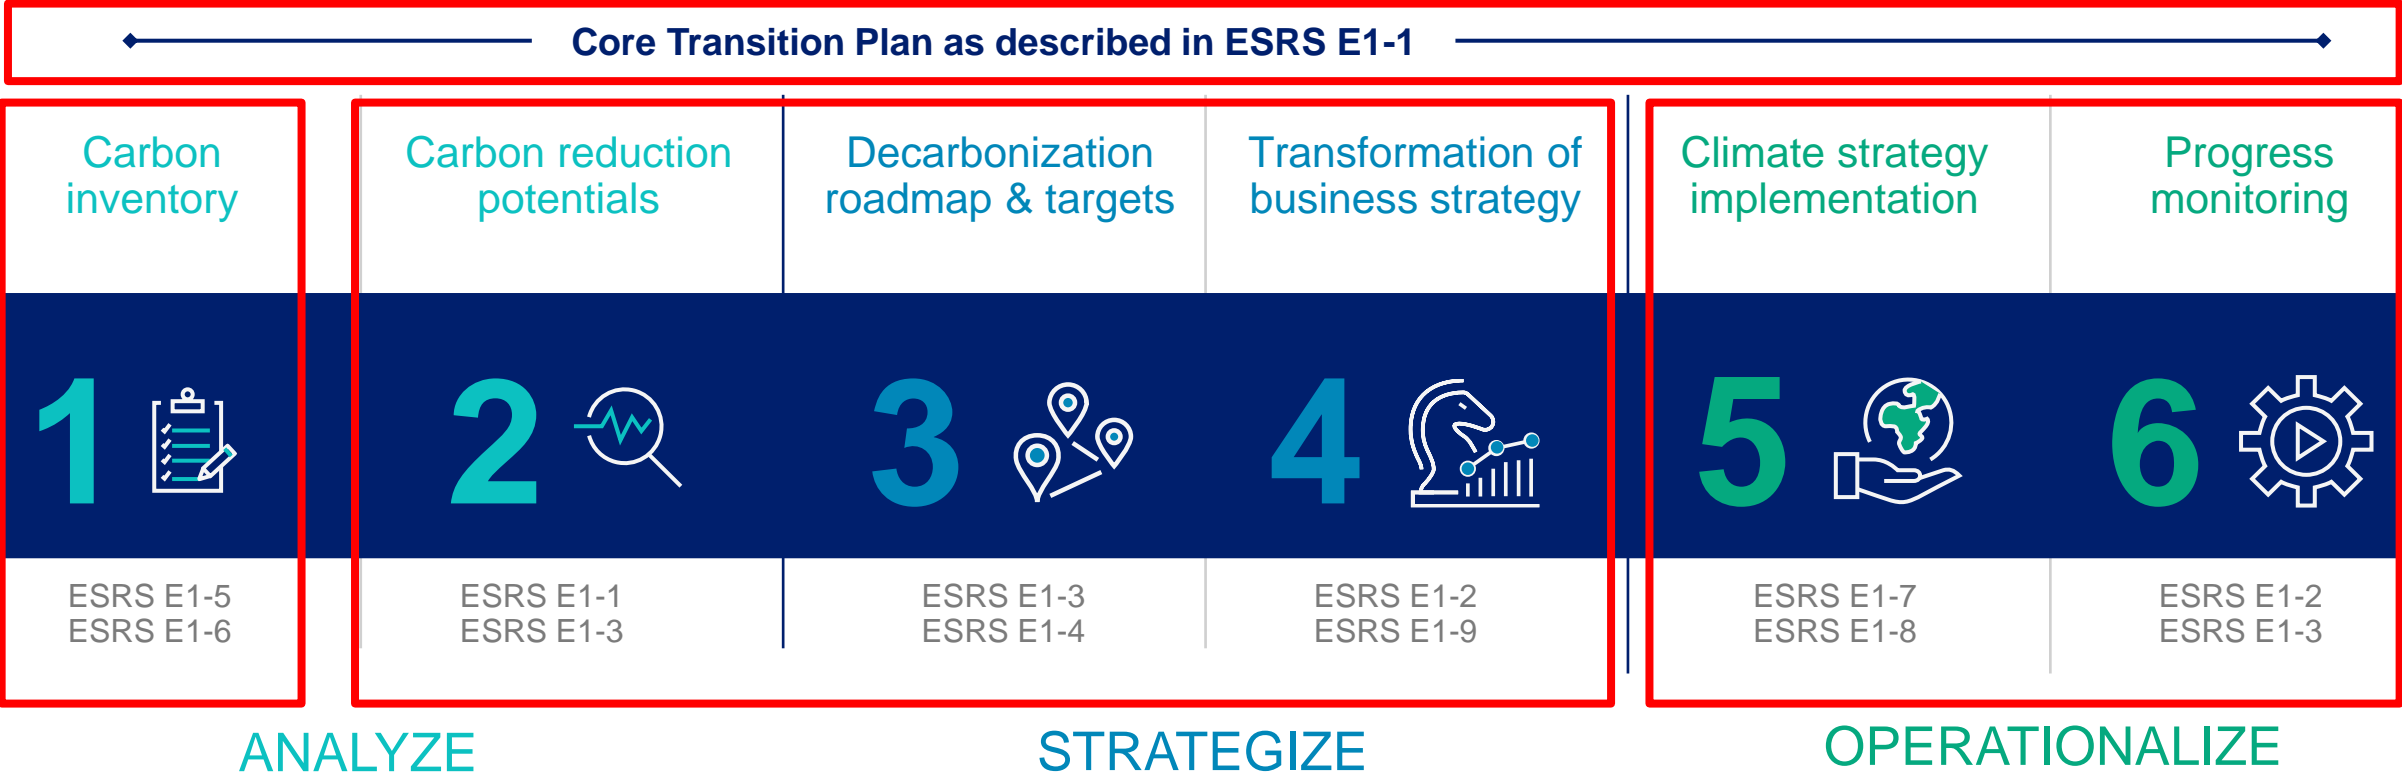 Core Transition Plan as described in ESRS E1-1
Carbon
inventory
Carbon reduction
potentials
Decarbonization
roadmap & targets
Transformation of
business strategy
Climate strategy
implementation
Progress
monitoring
1
2
3
4
5
6
ESRS E1-5
ESRS E1-6
ESRS E1-1
ESRS E1-3
ESRS E1-3
ESRS E1-4
ESRS E1-2
ESRS E1-9
ESRS E1-7
ESRS E1-8
ESRS E1-2
ESRS E1-3
ANALYZE
STRATEGIZE
OPERATIONALIZE